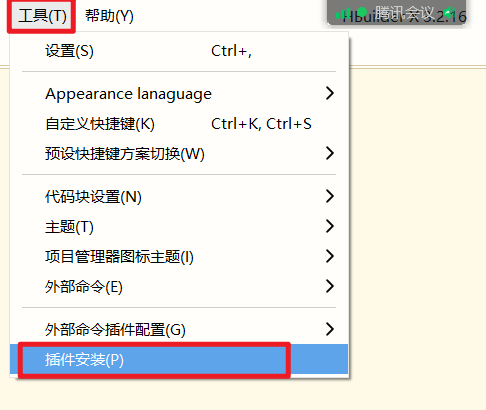 工具(T) 帮助(Y) 腾讯会议 3.2.16
设置(S) Ctrl+,
Appearance lanaguage
自定义快捷键(K) Ctrl+K, Ctrl+S
预设快捷键方案切换(W)
代码块设置(N)
主题(T)
项目管理器图标主题(I)
外部命令(E)
外部命令插件配置(G)
插件安装(P)